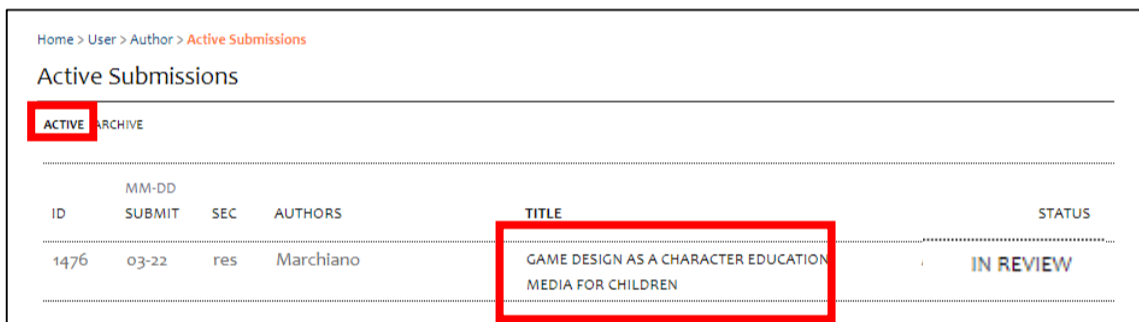 Home > User > Author > Active Submissions
Active Submissions
ACTIVE ARCHIVE
MM-DD
ID SUBMIT SEC AUTHORS TITLE STATUS
1476 03-22 res Marchiano GAME DESIGN AS A CHARACTER EDUCATION IN REVIEW
MEDIA FOR CHILDREN